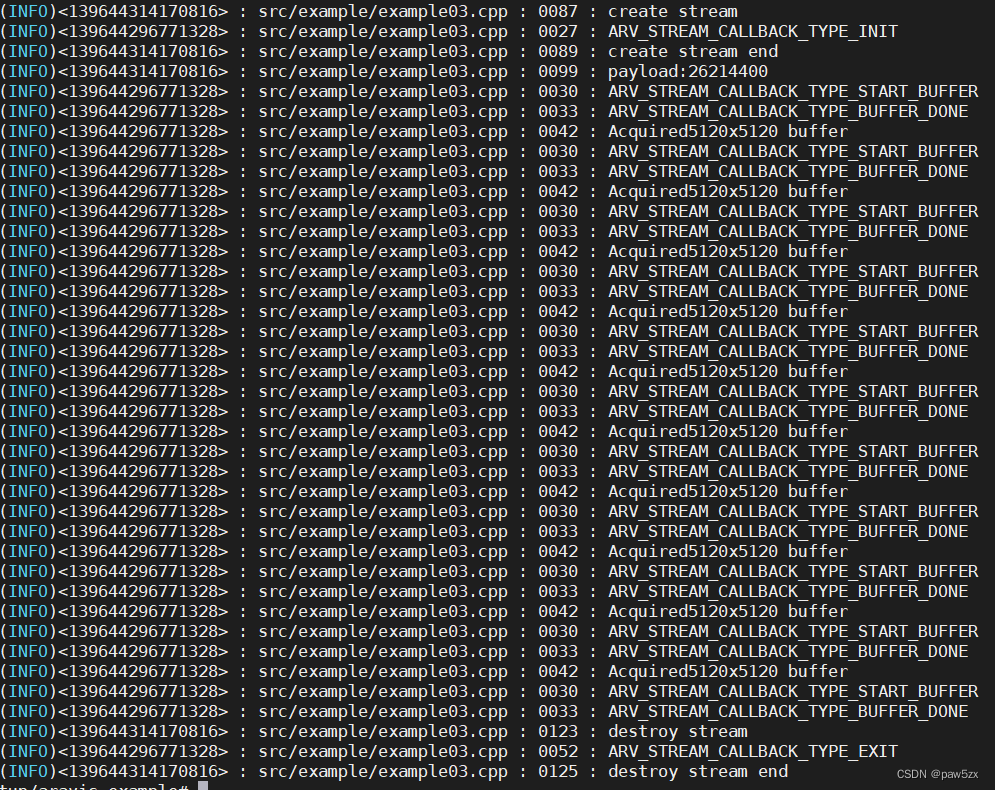 (INFO)<139644314170816> : src/example/example03.cpp : 0087 : create stream
(INFO)<139644296771328> : src/example/example03.cpp : 0027 : ARV_STREAM_CALLBACK_TYPE_INIT
(INFO)<139644314170816> : src/example/example03.cpp : 0089 : create stream end
(INFO)<139644314170816> : src/example/example03.cpp : 0099 : payload:26214400
(INFO)<139644296771328> : src/example/example03.cpp : 0030 : ARV_STREAM_CALLBACK_TYPE_START_BUFFER
(INFO)<139644296771328> : src/example/example03.cpp : 0033 : ARV_STREAM_CALLBACK_TYPE_BUFFER_DONE
(INFO)<139644296771328> : src/example/example03.cpp : 0042 : Acquired5120x5120 buffer
(INFO)<139644296771328> : src/example/example03.cpp : 0030 : ARV_STREAM_CALLBACK_TYPE_START_BUFFER
(INFO)<139644296771328> : src/example/example03.cpp : 0033 : ARV_STREAM_CALLBACK_TYPE_BUFFER_DONE
(INFO)<139644296771328> : src/example/example03.cpp : 0042 : Acquired5120x5120 buffer
(INFO)<139644296771328> : src/example/example03.cpp : 0030 : ARV_STREAM_CALLBACK_TYPE_START_BUFFER
(INFO)<139644296771328> : src/example/example03.cpp : 0033 : ARV_STREAM_CALLBACK_TYPE_BUFFER_DONE
(INFO)<139644296771328> : src/example/example03.cpp : 0042 : Acquired5120x5120 buffer
(INFO)<139644296771328> : src/example/example03.cpp : 0030 : ARV_STREAM_CALLBACK_TYPE_START_BUFFER
(INFO)<139644296771328> : src/example/example03.cpp : 0033 : ARV_STREAM_CALLBACK_TYPE_BUFFER_DONE
(INFO)<139644296771328> : src/example/example03.cpp : 0042 : Acquired5120x5120 buffer
(INFO)<139644296771328> : src/example/example03.cpp : 0030 : ARV_STREAM_CALLBACK_TYPE_START_BUFFER
(INFO)<139644296771328> : src/example/example03.cpp : 0033 : ARV_STREAM_CALLBACK_TYPE_BUFFER_DONE
(INFO)<139644296771328> : src/example/example03.cpp : 0042 : Acquired5120x5120 buffer
(INFO)<139644296771328> : src/example/example03.cpp : 0030 : ARV_STREAM_CALLBACK_TYPE_START_BUFFER
(INFO)<139644296771328> : src/example/example03.cpp : 0033 : ARV_STREAM_CALLBACK_TYPE_BUFFER_DONE
(INFO)<139644296771328> : src/example/example03.cpp : 0042 : Acquired5120x5120 buffer
(INFO)<139644296771328> : src/example/example03.cpp : 0030 : ARV_STREAM_CALLBACK_TYPE_START_BUFFER
(INFO)<139644296771328> : src/example/example03.cpp : 0033 : ARV_STREAM_CALLBACK_TYPE_BUFFER_DONE
(INFO)<139644296771328> : src/example/example03.cpp : 0042 : Acquired5120x5120 buffer
(INFO)<139644296771328> : src/example/example03.cpp : 0030 : ARV_STREAM_CALLBACK_TYPE_START_BUFFER
(INFO)<139644296771328> : src/example/example03.cpp : 0033 : ARV_STREAM_CALLBACK_TYPE_BUFFER_DONE
(INFO)<139644296771328> : src/example/example03.cpp : 0042 : Acquired5120x5120 buffer
(INFO)<139644296771328> : src/example/example03.cpp : 0030 : ARV_STREAM_CALLBACK_TYPE_START_BUFFER
(INFO)<139644296771328> : src/example/example03.cpp : 0033 : ARV_STREAM_CALLBACK_TYPE_BUFFER_DONE
(INFO)<139644296771328> : src/example/example03.cpp : 0042 : Acquired5120x5120 buffer
(INFO)<139644296771328> : src/example/example03.cpp : 0030 : ARV_STREAM_CALLBACK_TYPE_START_BUFFER
(INFO)<139644296771328> : src/example/example03.cpp : 0033 : ARV_STREAM_CALLBACK_TYPE_BUFFER_DONE
(INFO)<139644296771328> : src/example/example03.cpp : 0042 : Acquired5120x5120 buffer
(INFO)<139644296771328> : src/example/example03.cpp : 0030 : ARV_STREAM_CALLBACK_TYPE_START_BUFFER
(INFO)<139644296771328> : src/example/example03.cpp : 0033 : ARV_STREAM_CALLBACK_TYPE_BUFFER_DONE
(INFO)<139644314170816> : src/example/example03.cpp : 0123 : destroy stream
(INFO)<139644296771328> : src/example/example03.cpp : 0052 : ARV_STREAM_CALLBACK_TYPE_EXIT
(INFO)<139644314170816> : src/example/example03.cpp : 0125 : destroy stream end
CSDN @paw5zx